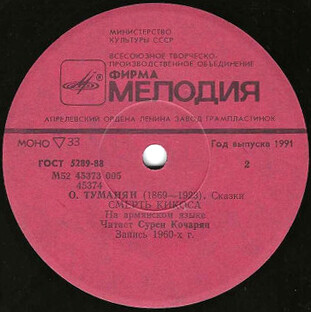 МИНИСТЕРСТВО
КУЛЬТУРЫ СССР
ВСЕСОЮЗНОЕ ТВОРЧЕСКО-
ПРОИЗВОДСТВЕННОЕ ОБЪЕДИНЕНИЕ
ФИРМА
МЕЛОДИЯ
АПРЕЛЕВСКИЙ ОРДЕНА ЛЕНИНА ЗАВОД ГРАМПЛАСТИНОК
МОНО 33 Год выпуска 1991
ГОСТ 5289-88
М52 45373 005 2
45374
О. ТУМАНЯН (1869—1923). Сказки
СМЕРТЬ КИКОСА
На армянском языке
Читает Сурен Кочарян
Запись 1960-х г.